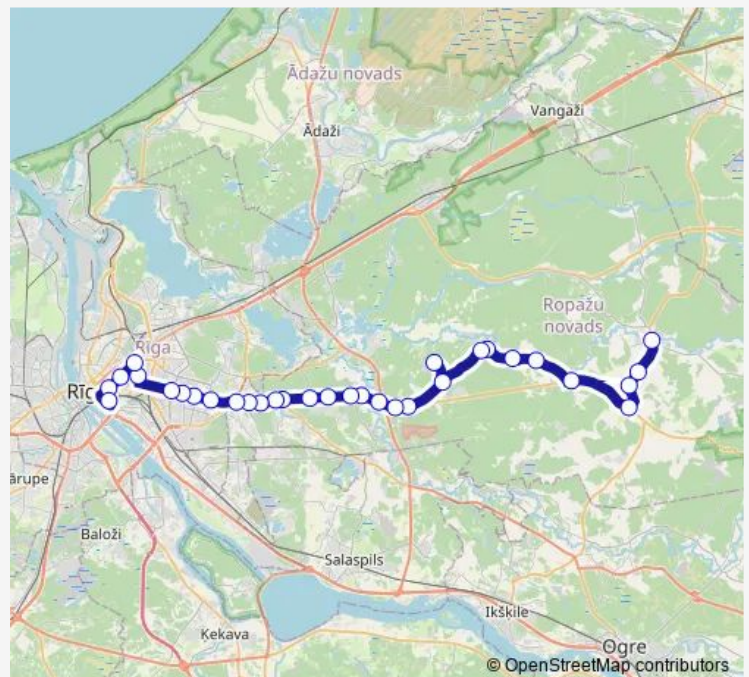 Ādažu novads
Vangaži
Ādaži
Ropažu
novads
Rīga
Rīg
ārupe
Baloži
Salaspils
Ikšķile
Ķekava
Ogre
© OpenStreetMap contributors